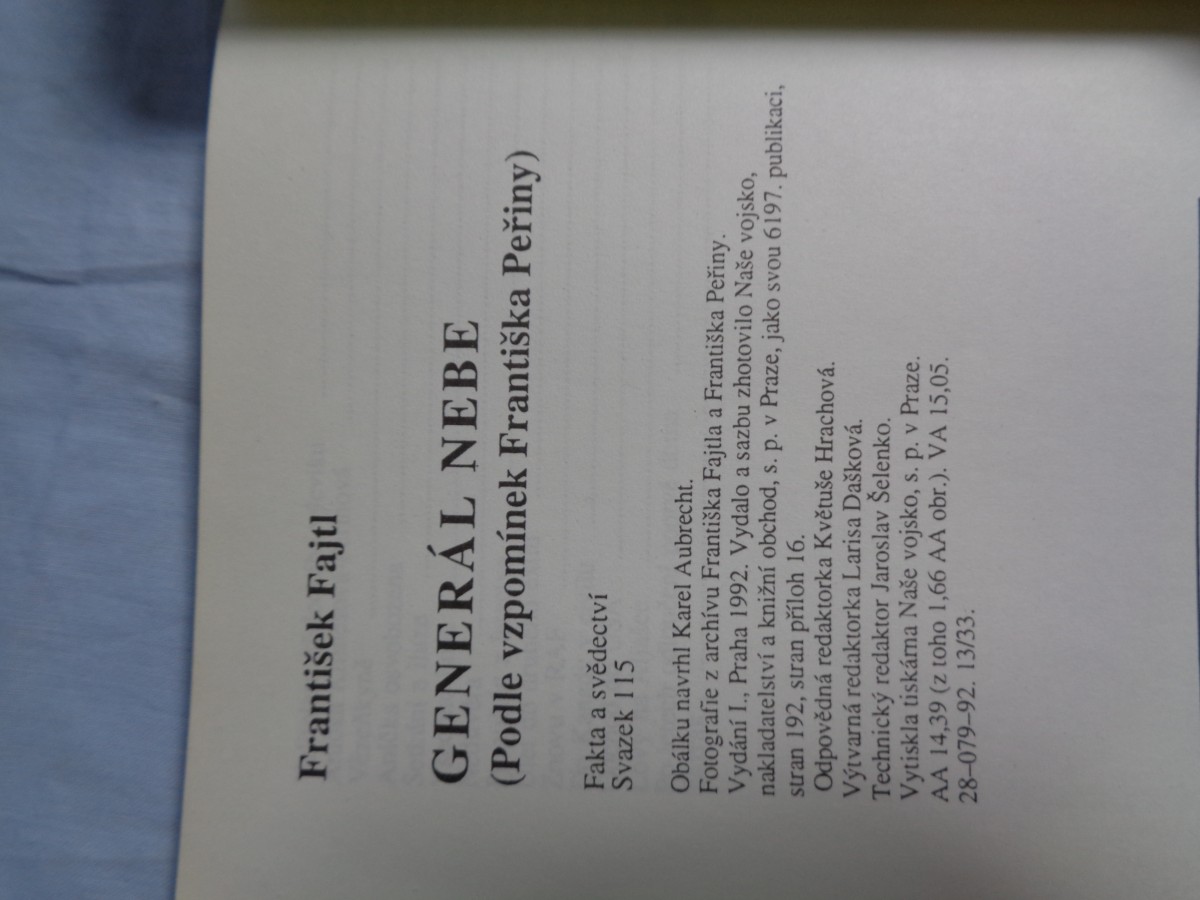 František Fajtl
GENERÁL NEBE
(Podle vzpomínek Františka Peřiny)
Fakta a svědectví
Svazek 115
Obálku navrhl Karel Aubrecht.
Fotografie z archívu Františka Fajtla a Františka Peřiny.
Vydání I., Praha 1992. Vydalo a sazbu zhotovilo Naše vojsko,
nakladatelství a knižní obchod, s. p. v Praze, jako svou 6197. publikaci,
stran 192, stran příloh 16.
Odpovědná redaktorka Květuše Hrachová.
Výtvarná redaktorka Larisa Dašková.
Technický redaktor Jaroslav Šelenko.
Vytiskla tiskárna Naše vojsko, s. p. v Praze.
AA 14,39 (z toho 1,66 AA obr.). VA 15,05.
28–079–92. 13/33.